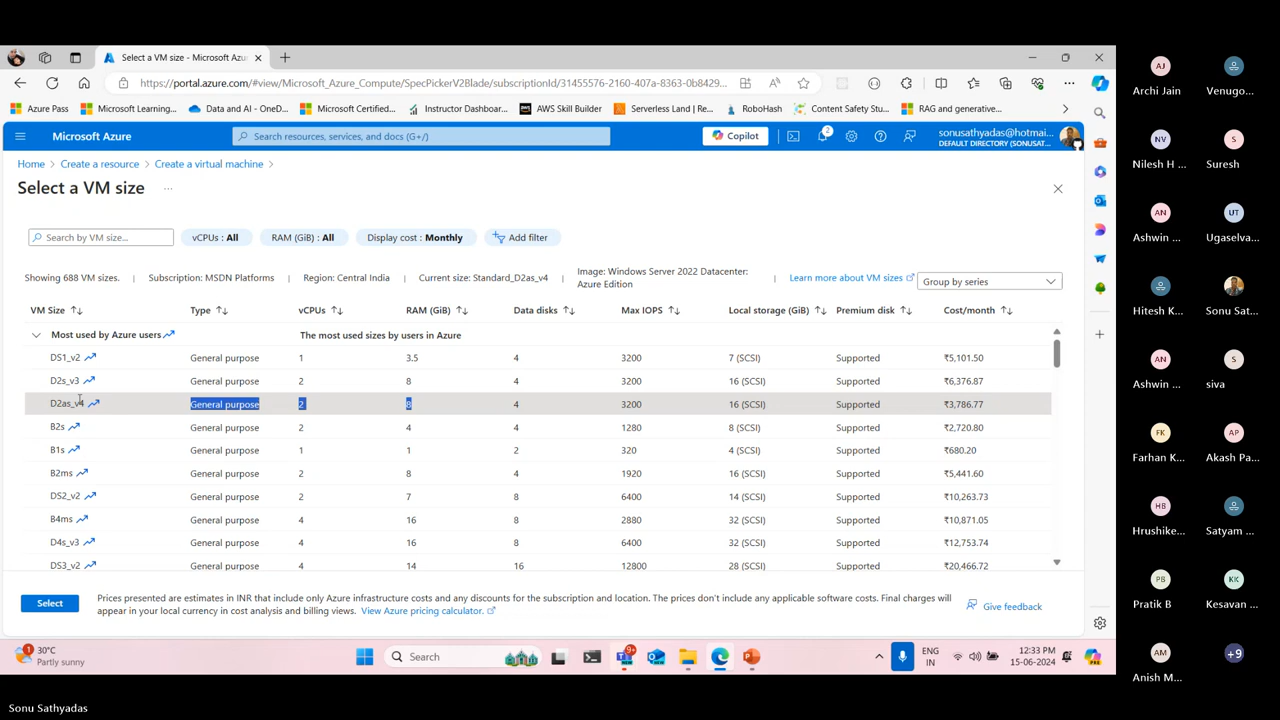 Select a VM size - Microsoft Azu
https://portal.azure.com/#view/Microsoft_Azure_Compute/SpecPickerV2Blade/subscriptionId/31455576-2160-407a-8363-0b8429...
Azure Pass
Microsoft Learning...
Data and AI - OneD...
Microsoft Certified...
Instructor Dashboar...
AWS Skill Builder
Serverless Land | Re...
RoboHash
Content Safety Stu...
RAG and generative...
Microsoft Azure
Search resources, services, and docs (G+/)
Copilot
2
sonusathyadas@hotmai...
DEFAULT DIRECTORY (SONUSAT...
Home > Create a resource > Create a virtual machine >
Select a VM size
...
Search by VM size...
vCPUs : All
RAM (GiB) : All
Display cost : Monthly
Add filter
Showing 688 VM sizes.
Subscription: MSDN Platforms
Region: Central India
Current size: Standard_D2as_v4
Image: Windows Server 2022 Datacenter:
Azure Edition
Learn more about VM sizes
Group by series
VM Size Type vCPUs RAM (GiB) Data disks Max IOPS Local storage (GiB) Premium disk Cost/month
Most used by Azure users The most used sizes by users in Azure
DS1_v2 General purpose 1 3.5 4 3200 7 (SCSI) Supported ₹5,101.50
D2s_v3 General purpose 2 8 4 3200 16 (SCSI) Supported ₹6,376.87
D2as_v4 General purpose 2 8 4 3200 16 (SCSI) Supported ₹3,786.77
B2s General purpose 2 4 4 1280 8 (SCSI) Supported ₹2,720.80
B1s General purpose 1 1 2 320 4 (SCSI) Supported ₹680.20
B2ms General purpose 2 8 4 1920 16 (SCSI) Supported ₹5,441.60
DS2_v2 General purpose 2 7 8 6400 14 (SCSI) Supported ₹10,263.73
B4ms General purpose 4 16 8 2880 32 (SCSI) Supported ₹10,871.05
D4s_v3 General purpose 4 16 8 6400 32 (SCSI) Supported ₹12,753.74
DS3_v2 General purpose 4 14 16 12800 28 (SCSI) Supported ₹20,466.72
Select
Prices presented are estimates in INR that include only Azure infrastructure costs and any discounts for the subscription and location. The prices don't include any applicable software costs. Final charges will
appear in your local currency in cost analysis and billing views. View Azure pricing calculator.
Give feedback
1
30°C
Partly sunny
Search
ENG
IN
12:33 PM
15-06-2024
AJ
Archi Jain
Venugo...
NV
Nilesh H ...
S
Suresh
AN
Ashwin ...
UT
Ugaselva...
Hitesh K...
Sonu Sat...
AN
Ashwin ...
S
siva
FK
Farhan K...
AP
Akash Pa...
HB
Hrushike...
Satyam ...
PB
Pratik B
KK
Kesavan ...
AM
Anish M...
+9
Sonu Sathyadas